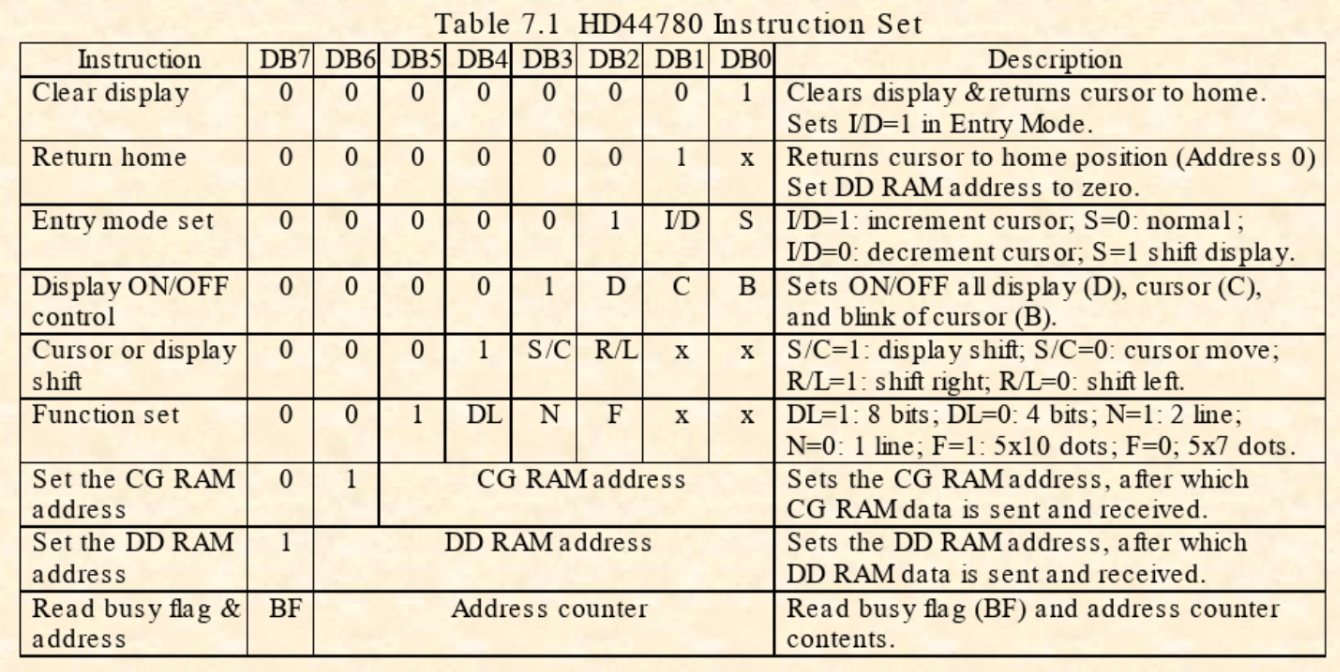 Table 7.1 HD44780 Instruction Set
Instruction DB7 DB6 DB5 DB4 DB3 DB2 DB1 DB0 Description
Clear display 0 0 0 0 0 0 0 1 Clears display & returns cursor to home.
Sets I/D=1 in Entry Mode.
Return home 0 0 0 0 0 0 1 x Returns cursor to home position (Address 0)
Set DD RAM address to zero.
Entry mode set 0 0 0 0 0 1 I/D S I/D=1: increment cursor; S=0: normal;
I/D=0: decrement cursor; S=1 shift display.
Display ON/OFF 0 0 0 0 1 D C B Sets ON/OFF all display (D), cursor (C),
control and blink of cursor (B).
Cursor or display 0 0 0 1 S/C R/L x x S/C=1: display shift; S/C=0: cursor move;
shift R/L=1: shift right; R/L=0: shift left.
Function set 0 0 1 DL N F x x DL=1: 8 bits; DL=0: 4 bits; N=1: 2 line;
N=0: 1 line; F=1: 5x10 dots; F=0; 5x7 dots.
Set the CG RAM 0 1 CG RAM address Sets the CG RAM address, after which
address CG RAM data is sent and received.
Set the DD RAM 1 DD RAM address Sets the DD RAM address, after which
address DD RAM data is sent and received.
Read busy flag & BF Address counter Read busy flag (BF) and address counter
address contents.